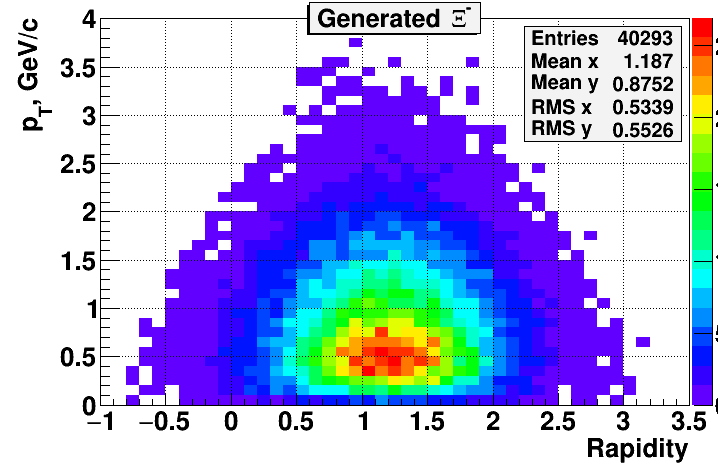 Generated Ξ⁻
Entries 40293
Mean x 1.187
Mean y 0.8752
RMS x 0.5339
RMS y 0.5526
p_T, GeV/c
4
3.5
3
2.5
2
1.5
1
0.5
0
−1 −0.5 0 0.5 1 1.5 2 2.5 3 3.5
Rapidity